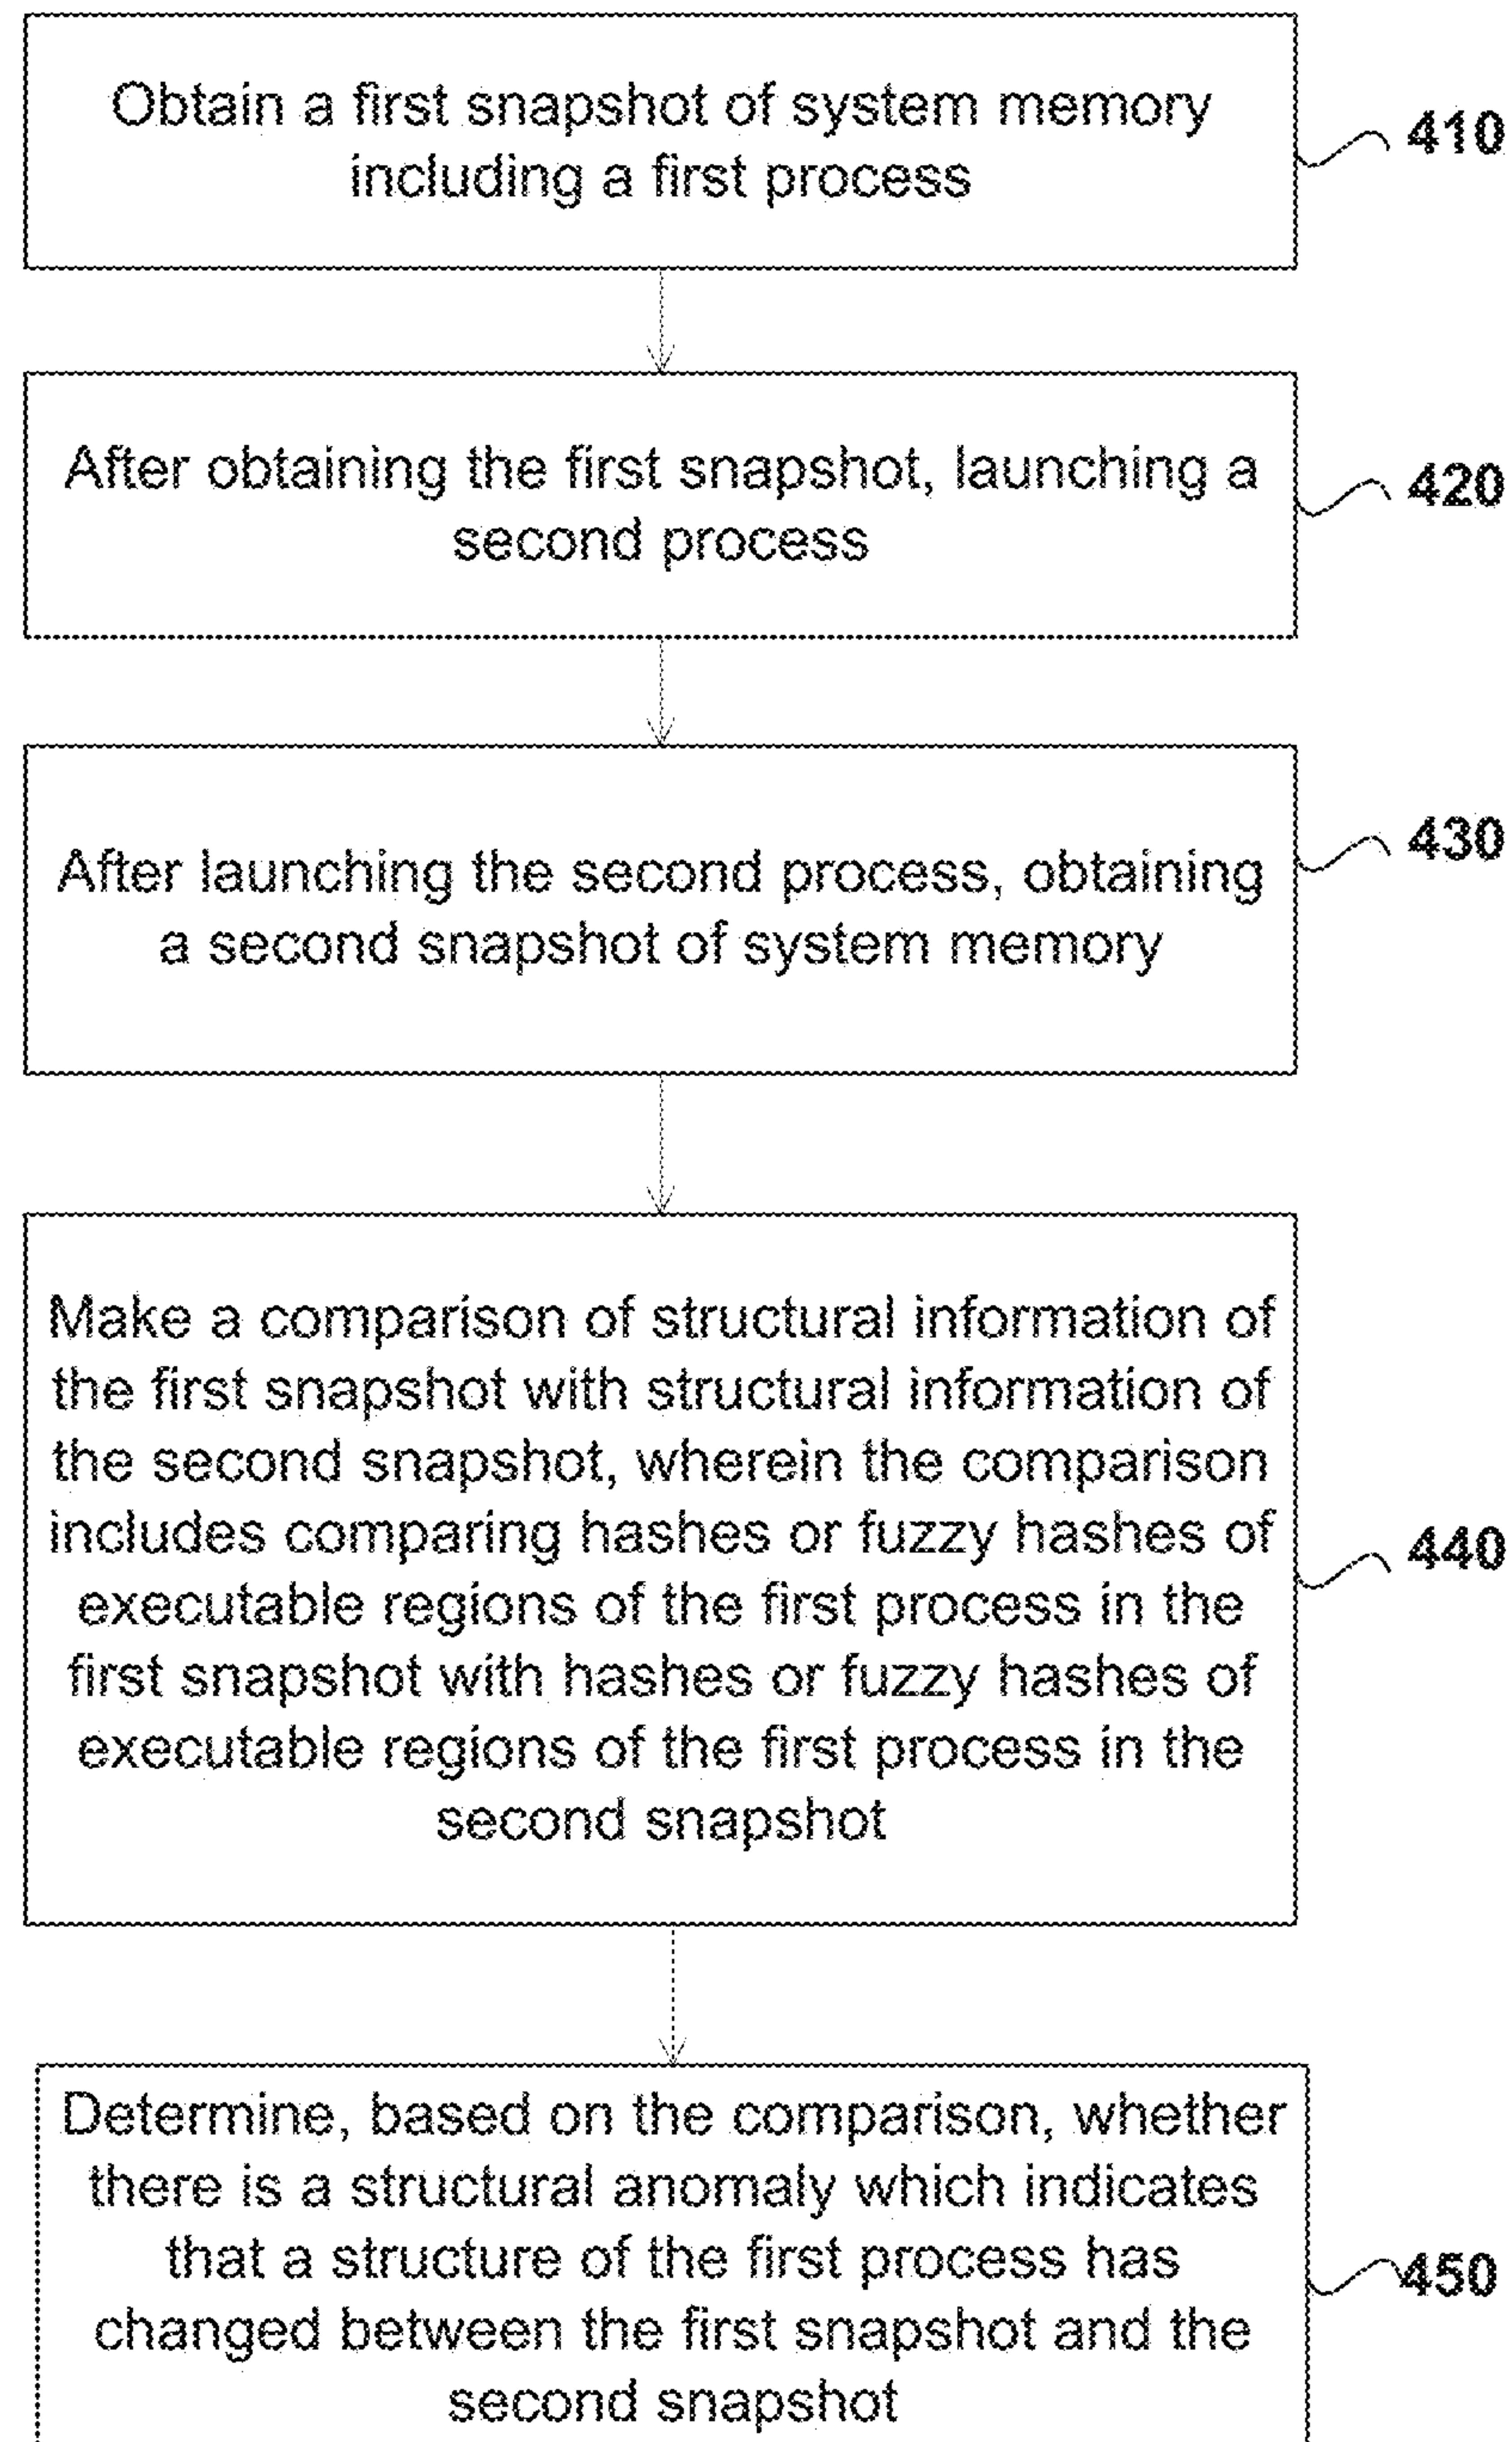 Obtain a first snapshot of system memory
including a first process
410
After obtaining the first snapshot, launching a
second process
420
After launching the second process, obtaining
a second snapshot of system memory
430
Make a comparison of structural information of
the first snapshot with structural information of
the second snapshot, wherein the comparison
includes comparing hashes or fuzzy hashes of
executable regions of the first process in the
first snapshot with hashes or fuzzy hashes of
executable regions of the first process in the
second snapshot
440
Determine, based on the comparison, whether
there is a structural anomaly which indicates
that a structure of the first process has
changed between the first snapshot and the
second snapshot
450